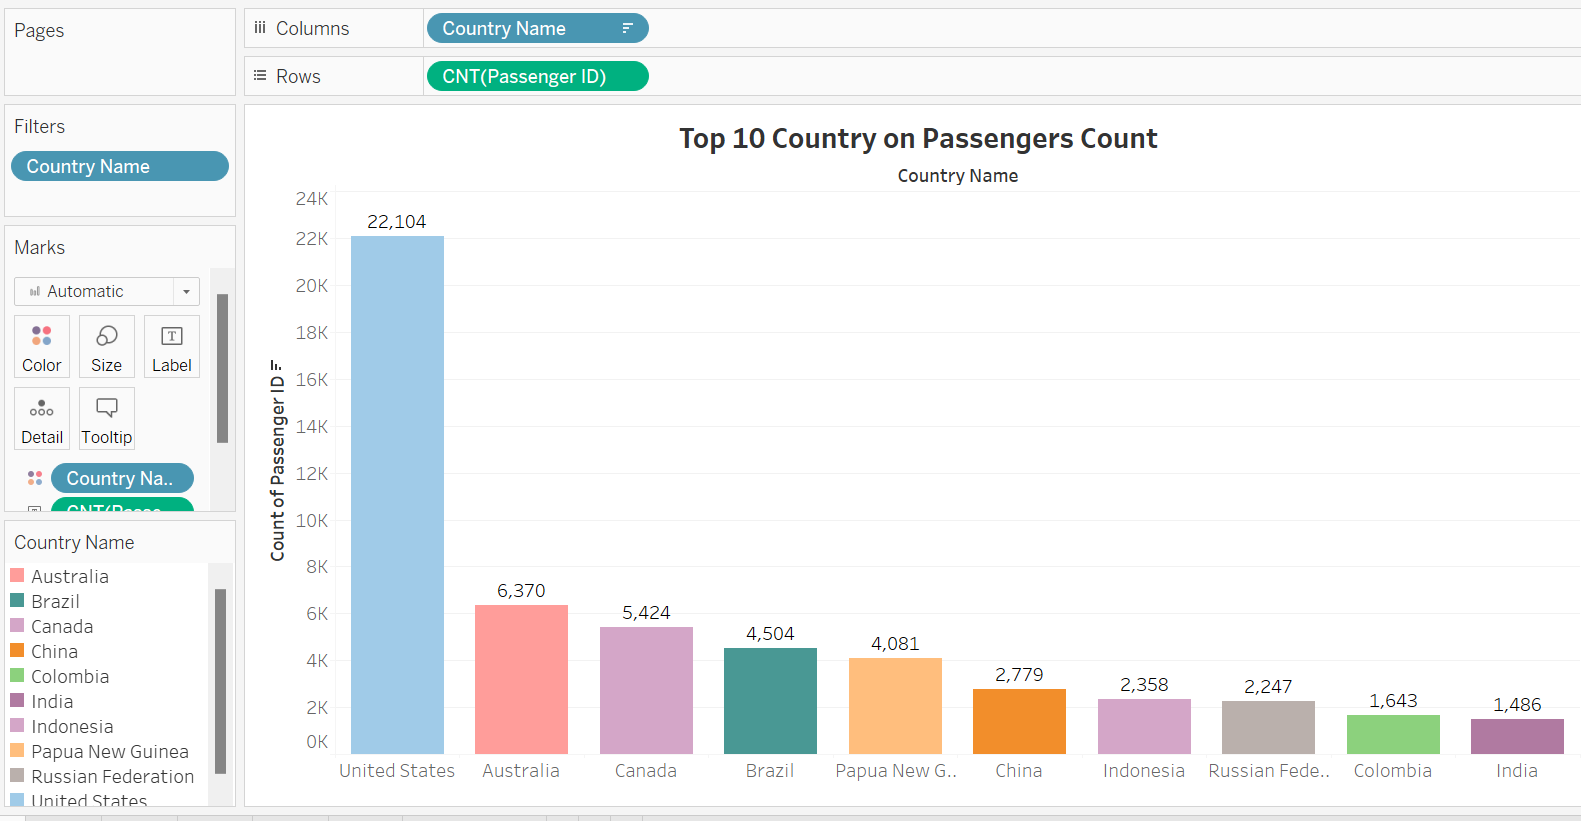 Pages
Columns
Country Name
Rows
CNT(Passenger ID)
Filters
Country Name
Marks
Automatic
Color
Size
Label
Detail
Tooltip
Country Na..
CNT(Passe..
Country Name
Australia
Brazil
Canada
China
Colombia
India
Indonesia
Papua New Guinea
Russian Federation
United States
Top 10 Country on Passengers Count
Country Name
Count of Passenger ID
24K
22K
20K
18K
16K
14K
12K
10K
8K
6K
4K
2K
0K
22,104
6,370
5,424
4,504
4,081
2,779
2,358
2,247
1,643
1,486
United States
Australia
Canada
Brazil
Papua New G..
China
Indonesia
Russian Fede..
Colombia
India